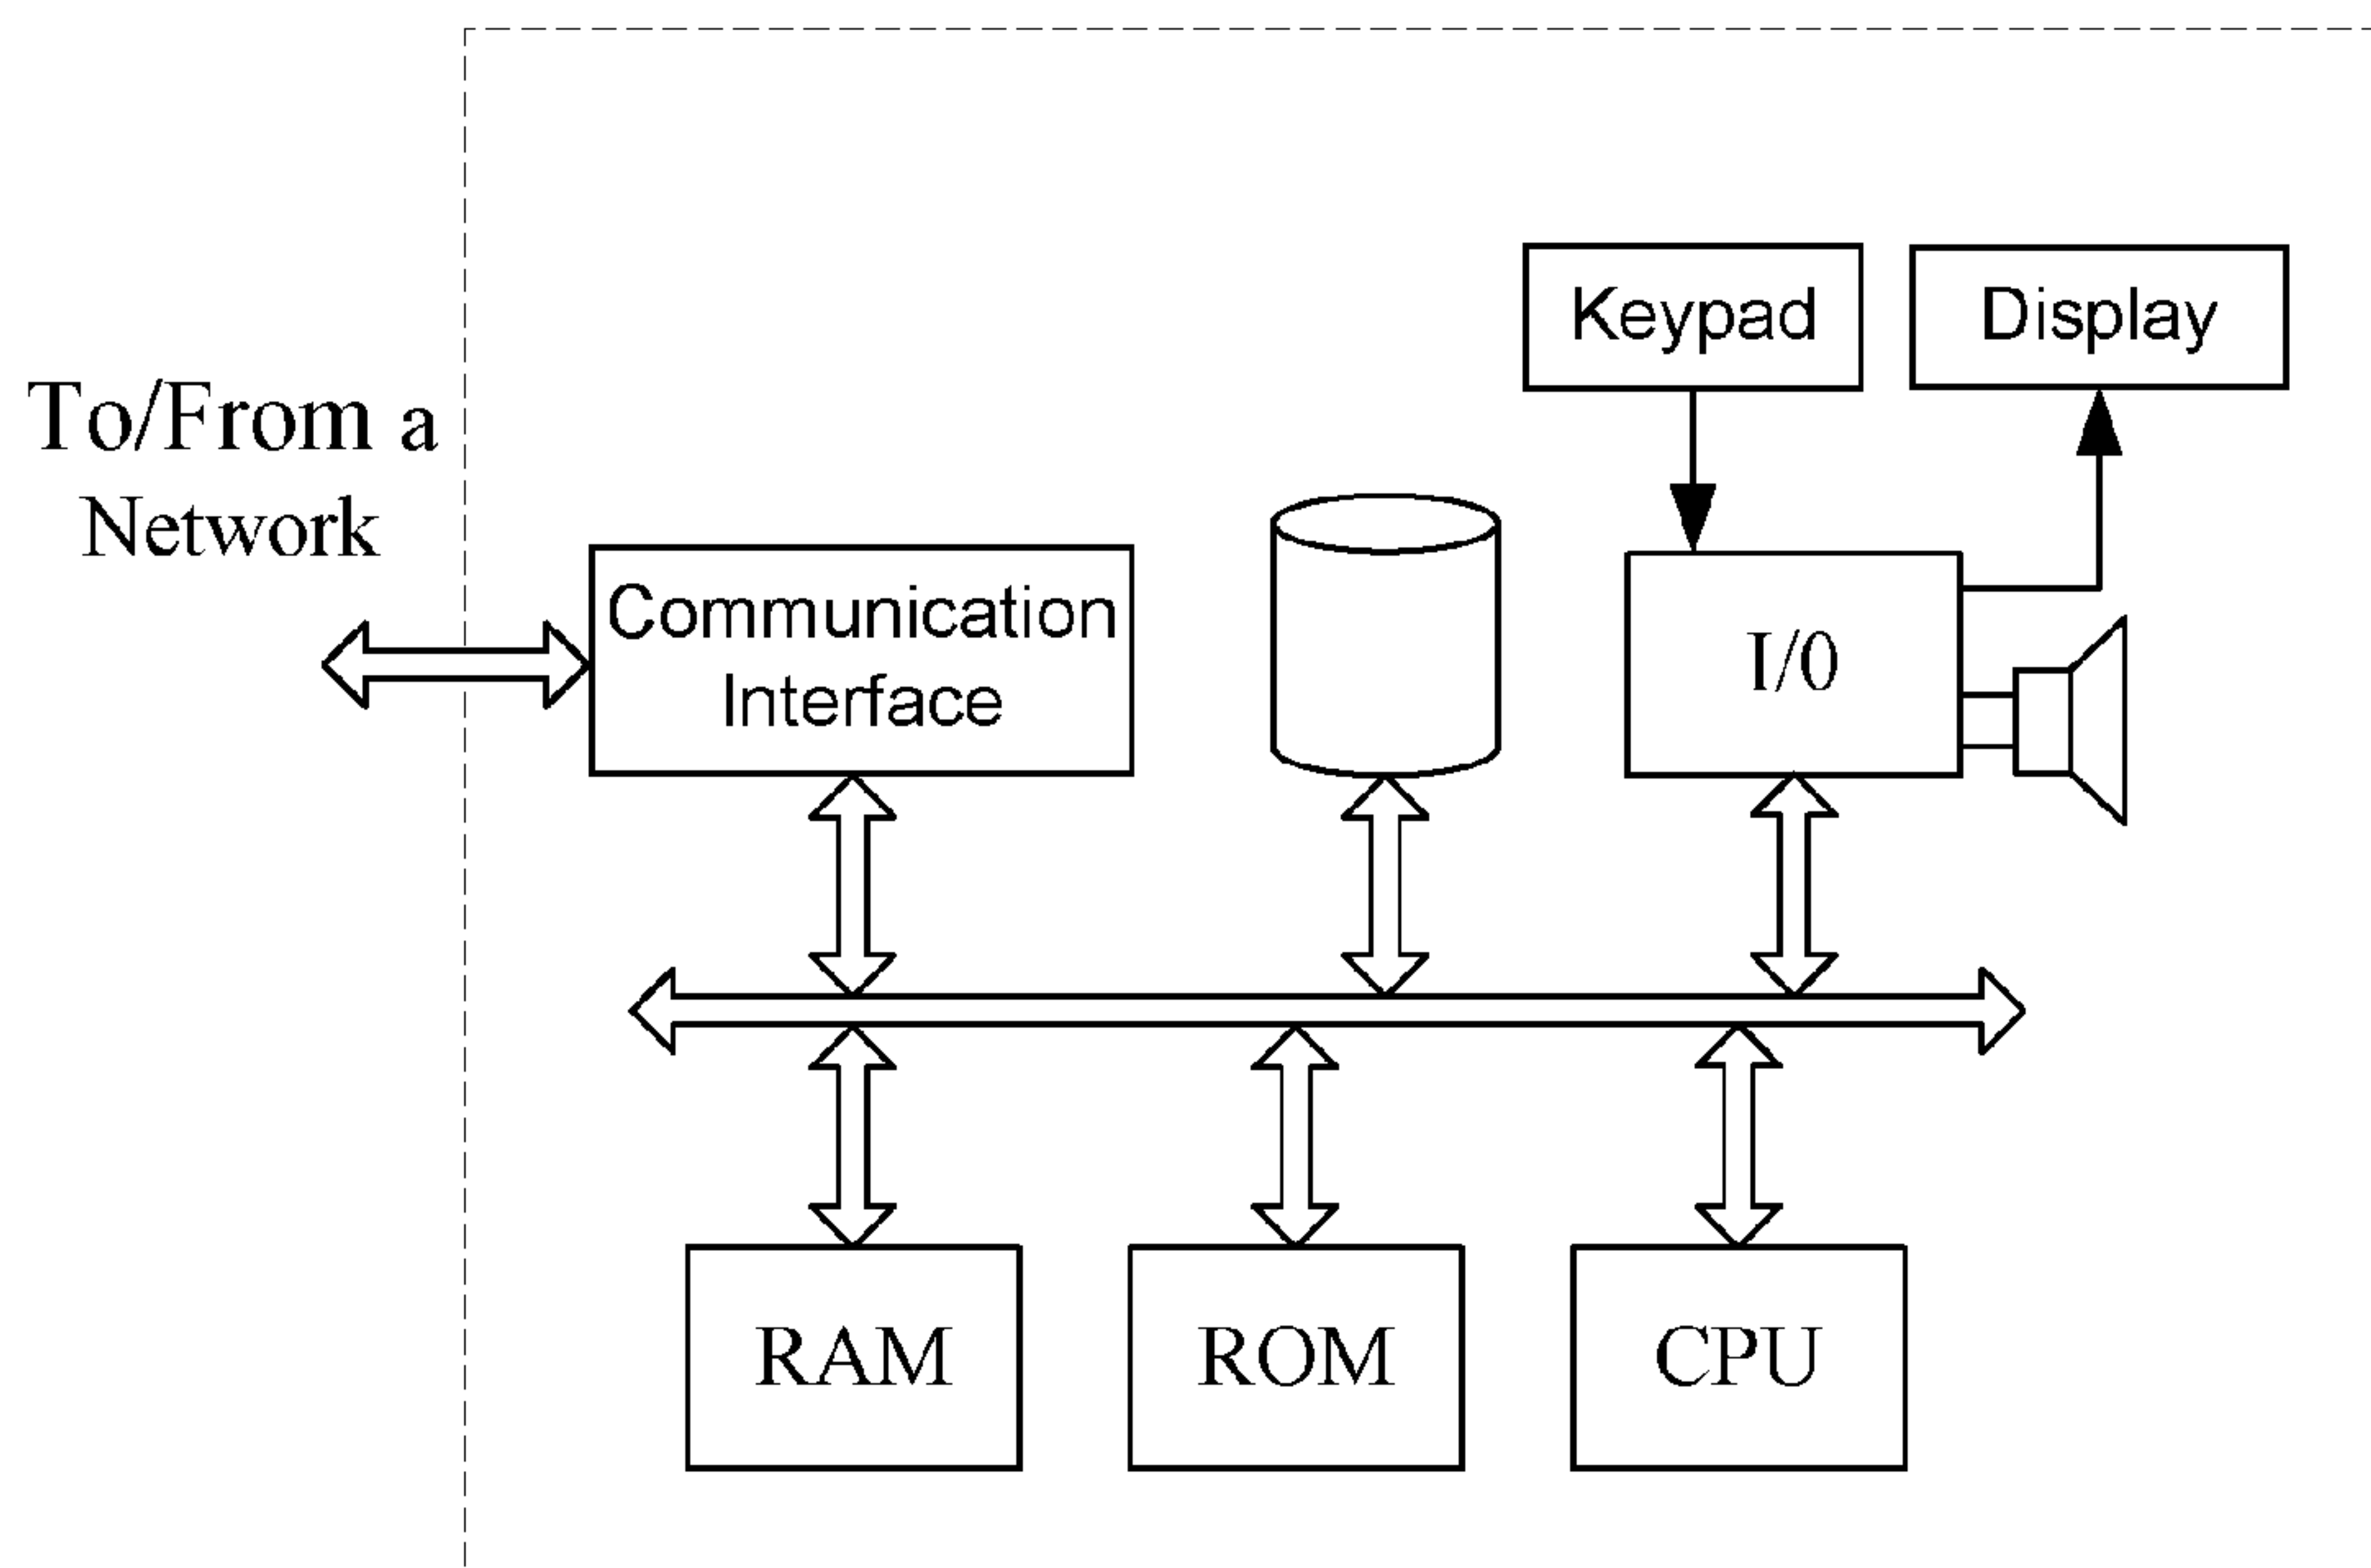 Keypad
Display
To/From a
Network
Communication
Interface
I/0
RAM
ROM
CPU